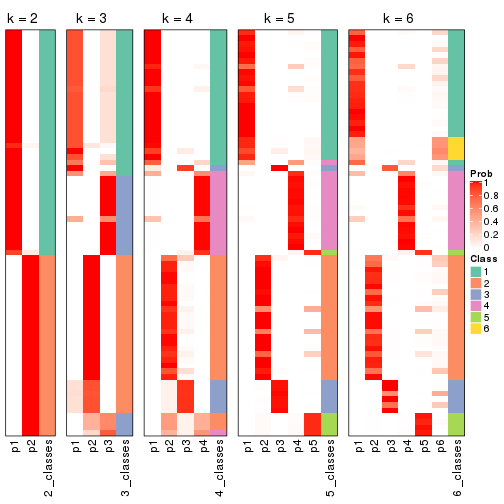 k = 2
k = 3
k = 4
k = 5
k = 6
p1
p2
2_classes
p1
p2
p3
3_classes
p1
p2
p3
p4
4_classes
p1
p2
p3
p4
p5
5_classes
p1
p2
p3
p4
p5
p6
6_classes
Prob
1
0.8
0.6
0.4
0.2
0
Class
1
2
3
4
5
6